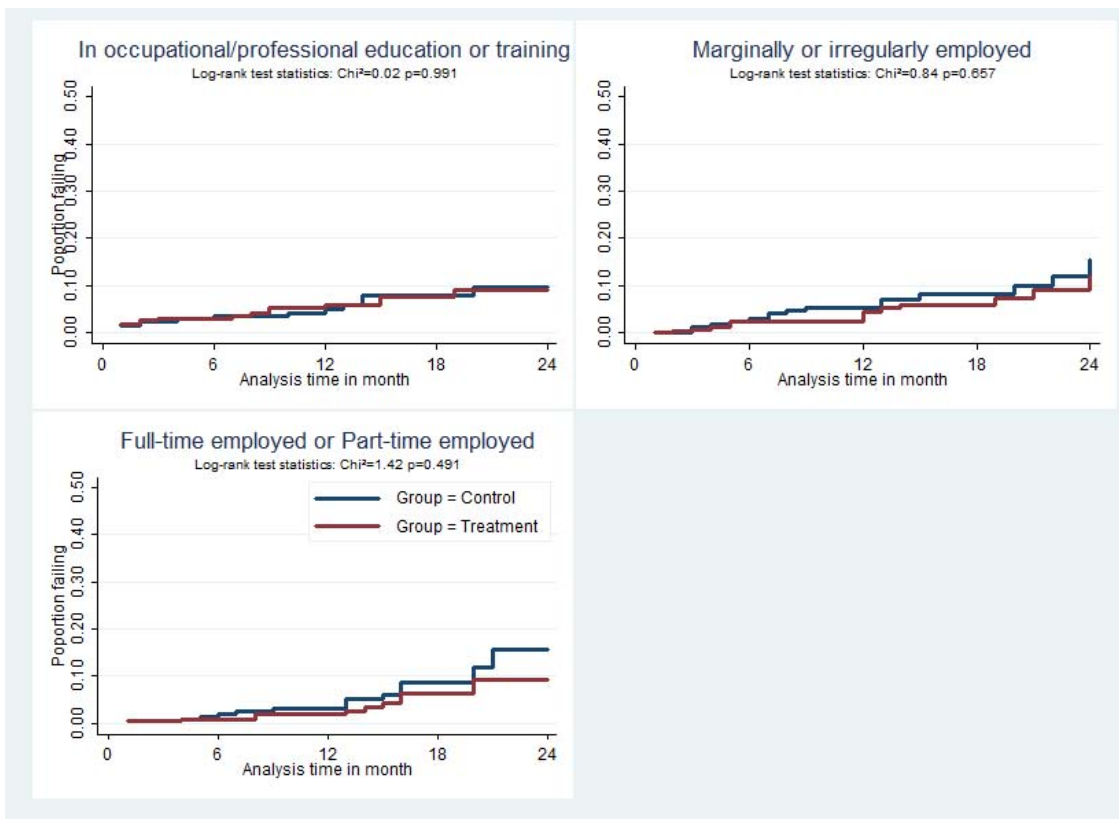 In occupational/professional education or training
Log-rank test statistics: Chi²=0.02 p=0.991
Poportion failing
0.50
0.40
0.30
0.20
0.10
0.00
0 6 12 18 24
Analysis time in month
Marginally or irregularly employed
Log-rank test statistics: Chi²=0.84 p=0.657
0.50
0.40
0.30
0.20
0.10
0.00
0 6 12 18 24
Analysis time in month
Full-time employed or Part-time employed
Log-rank test statistics: Chi²=1.42 p=0.491
Group = Control
Group = Treatment
Poportion failing
0.50
0.40
0.30
0.20
0.10
0.00
0 6 12 18 24
Analysis time in month